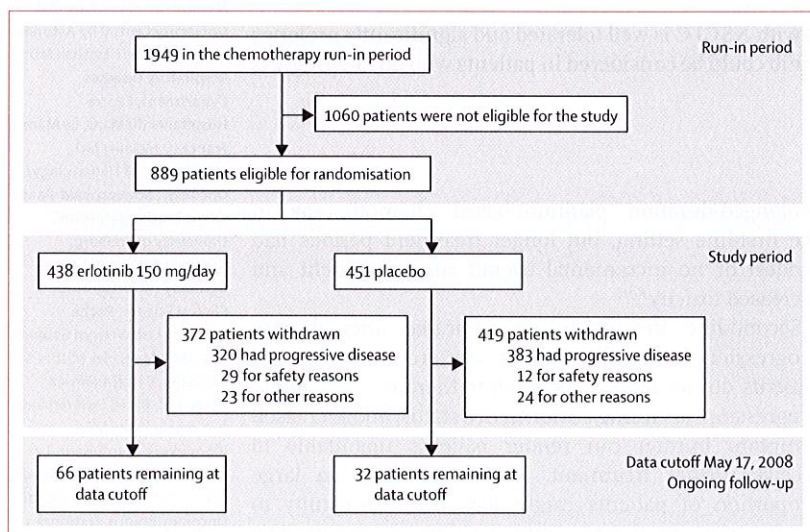 1949 in the chemotherapy run-in period
Run-in period
1060 patients were not eligible for the study
889 patients eligible for randomisation
438 erlotinib 150 mg/day
451 placebo
Study period
372 patients withdrawn
320 had progressive disease
29 for safety reasons
23 for other reasons
419 patients withdrawn
383 had progressive disease
12 for safety reasons
24 for other reasons
66 patients remaining at
data cutoff
32 patients remaining at
data cutoff
Data cutoff May 17, 2008
Ongoing follow-up